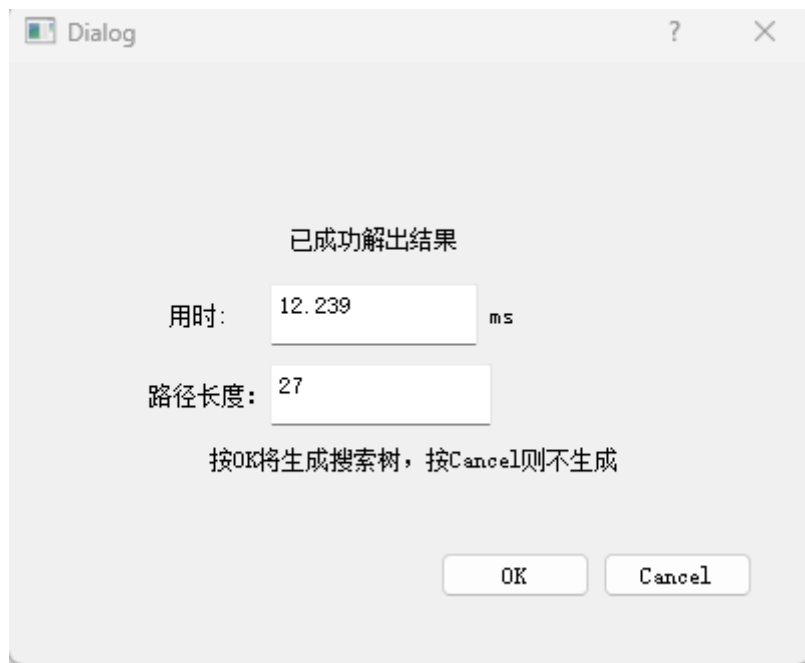 Dialog
已成功解出结果
用时: 12.239 ms
路径长度: 27
按OK将生成搜索树，按Cancel则不生成
OK Cancel